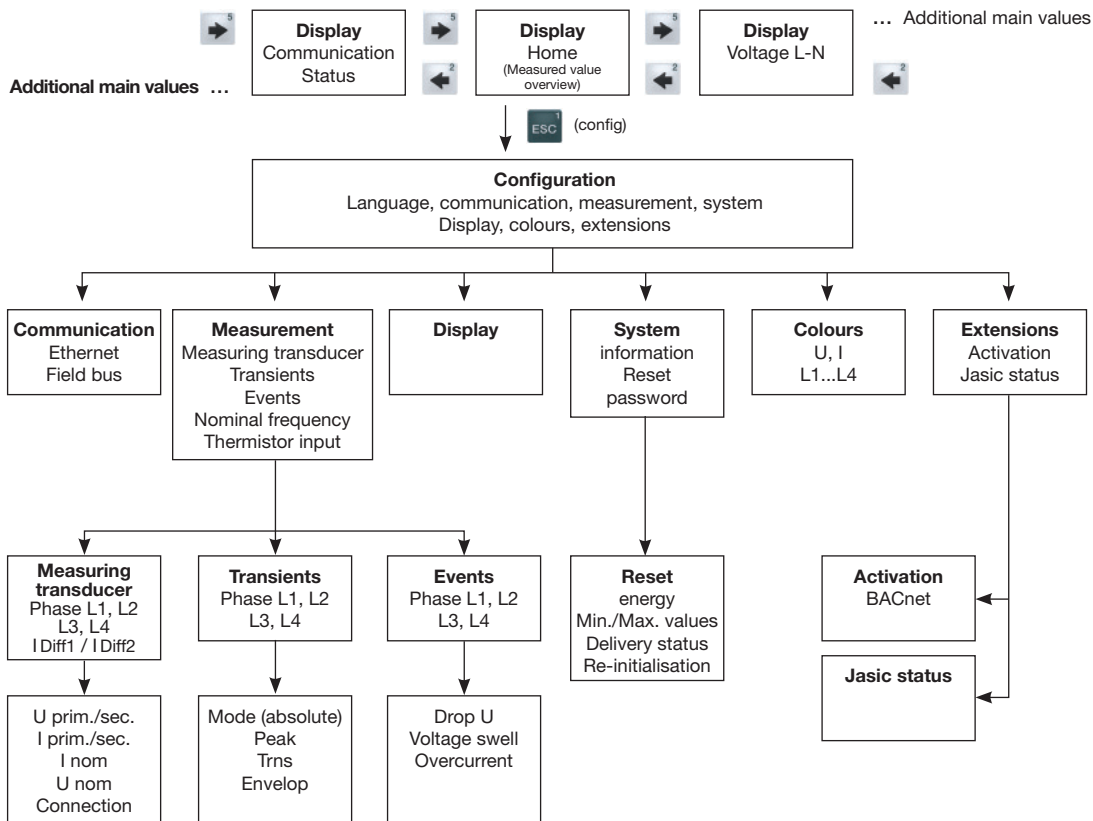 ... Additional main values
5
Display
Communication
Status
5
2
Display
Home
(Measured value
overview)
5
2
Display
Voltage L-N
2
Additional main values ...
ESC 1
(config)
Configuration
Language, communication, measurement, system
Display, colours, extensions
Communication
Ethernet
Field bus
Measurement
Measuring transducer
Transients
Events
Nominal frequency
Thermistor input
Display
System
information
Reset
password
Colours
U, I
L1...L4
Extensions
Activation
Jasic status
Measuring
transducer
Phase L1, L2
L3, L4
I Diff1 / I Diff2
Transients
Phase L1, L2
L3, L4
Events
Phase L1, L2
L3, L4
Reset
energy
Min./Max. values
Delivery status
Re-initialisation
Activation
BACnet
Jasic status
U prim./sec.
I prim./sec.
I nom
U nom
Connection
Mode (absolute)
Peak
Trns
Envelop
Drop U
Voltage swell
Overcurrent